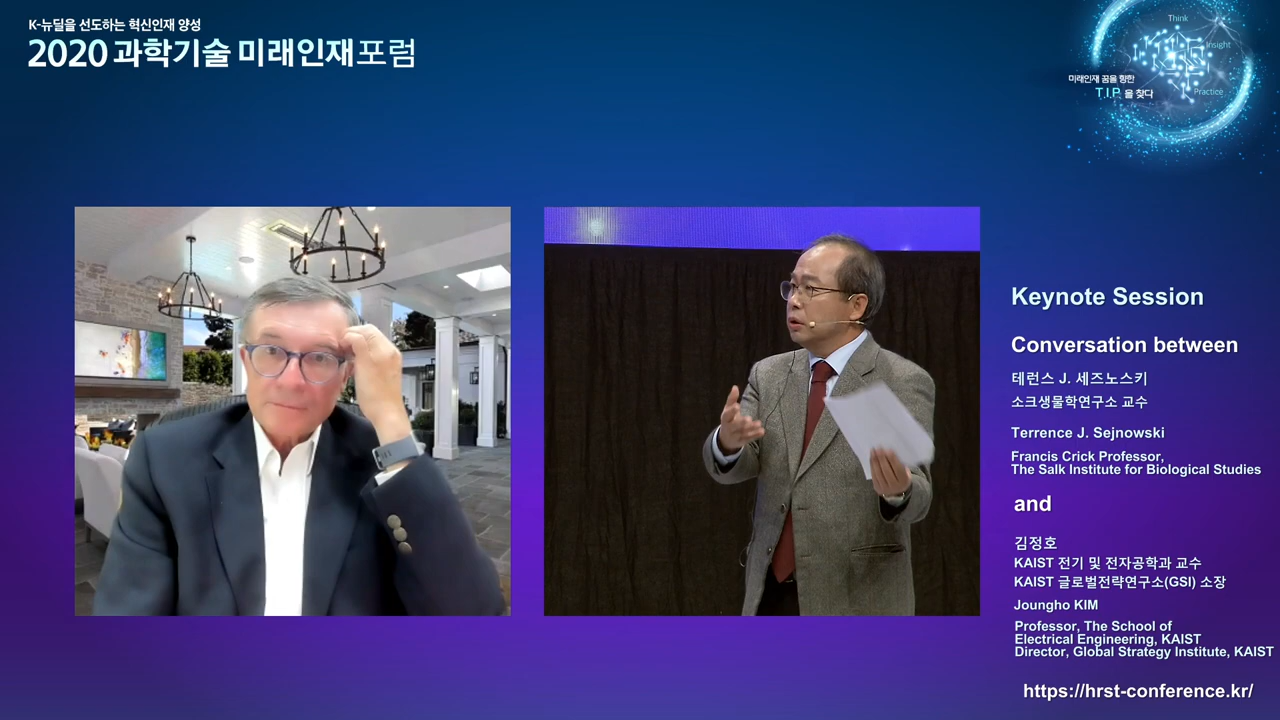 K-뉴딜을 선도하는 혁신인재 양성
2020 과학기술 미래인재포럼
Think
Insight
Practice
미래인재 꿈을 향한
T.I.P 을 찾다
Keynote Session
Conversation between
테런스 J. 세즈노스키
소크생물학연구소 교수
Terrence J. Sejnowski
Francis Crick Professor,
The Salk Institute for Biological Studies
and
김정호
KAIST 전기 및 전자공학과 교수
KAIST 글로벌전략연구소(GSI) 소장
Joungho KIM
Professor, The School of
Electrical Engineering, KAIST
Director, Global Strategy Institute, KAIST
https://hrst-conference.kr/